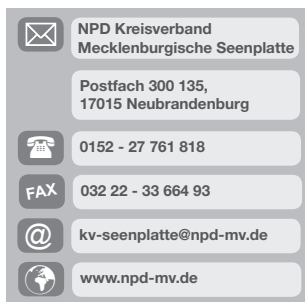 NPD Kreisverband
Mecklenburgische Seenplatte
Postfach 300 135,
17015 Neubrandenburg
0152 - 27 761 818
FAX 032 22 - 33 664 93
@ kv-seenplatte@npd-mv.de
www.npd-mv.de